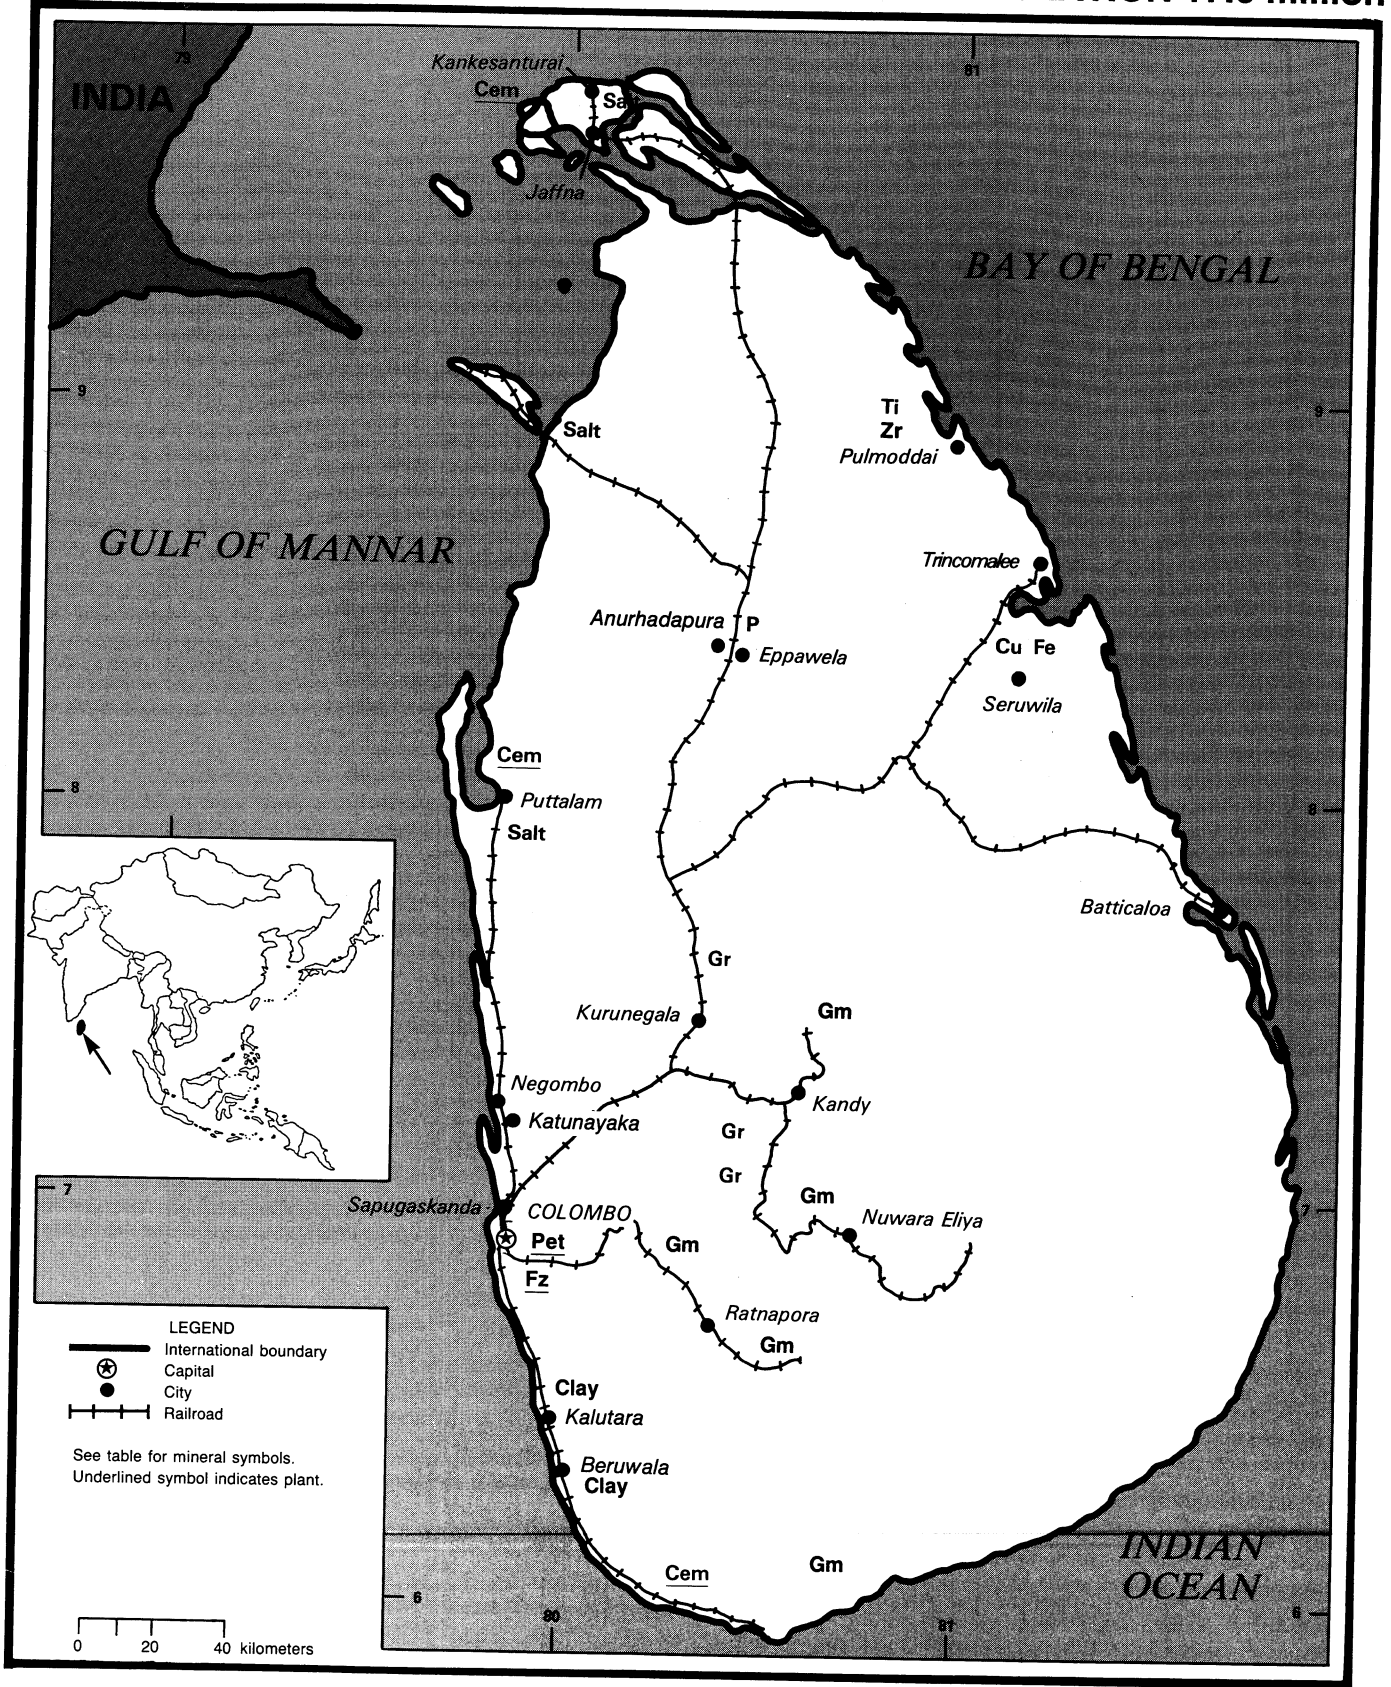 79
81
INDIA
Kankesanturai
Cem
Salt
Jaffna
BAY OF BENGAL
9
9
Ti
Zr
Pulmoddai
Salt
GULF OF MANNAR
Trincomalee
Anurhadapura
P
Eppawela
Cu Fe
Seruwila
8
8
Cem
Puttalam
Salt
Batticaloa
Gr
Kurunegala
Gm
Negombo
Katunayaka
Kandy
Gr
Gr
7
7
Sapugaskanda
COLOMBO
Pet
Fz
Gm
Gm
Nuwara Eliya
Ratnapora
Gm
LEGEND
International boundary
Capital
City
Railroad
See table for mineral symbols.
Underlined symbol indicates plant.
Clay
Kalutara
Beruwala
Clay
INDIAN
OCEAN
Cem
Gm
6
6
80
81
0 20 40 kilometers